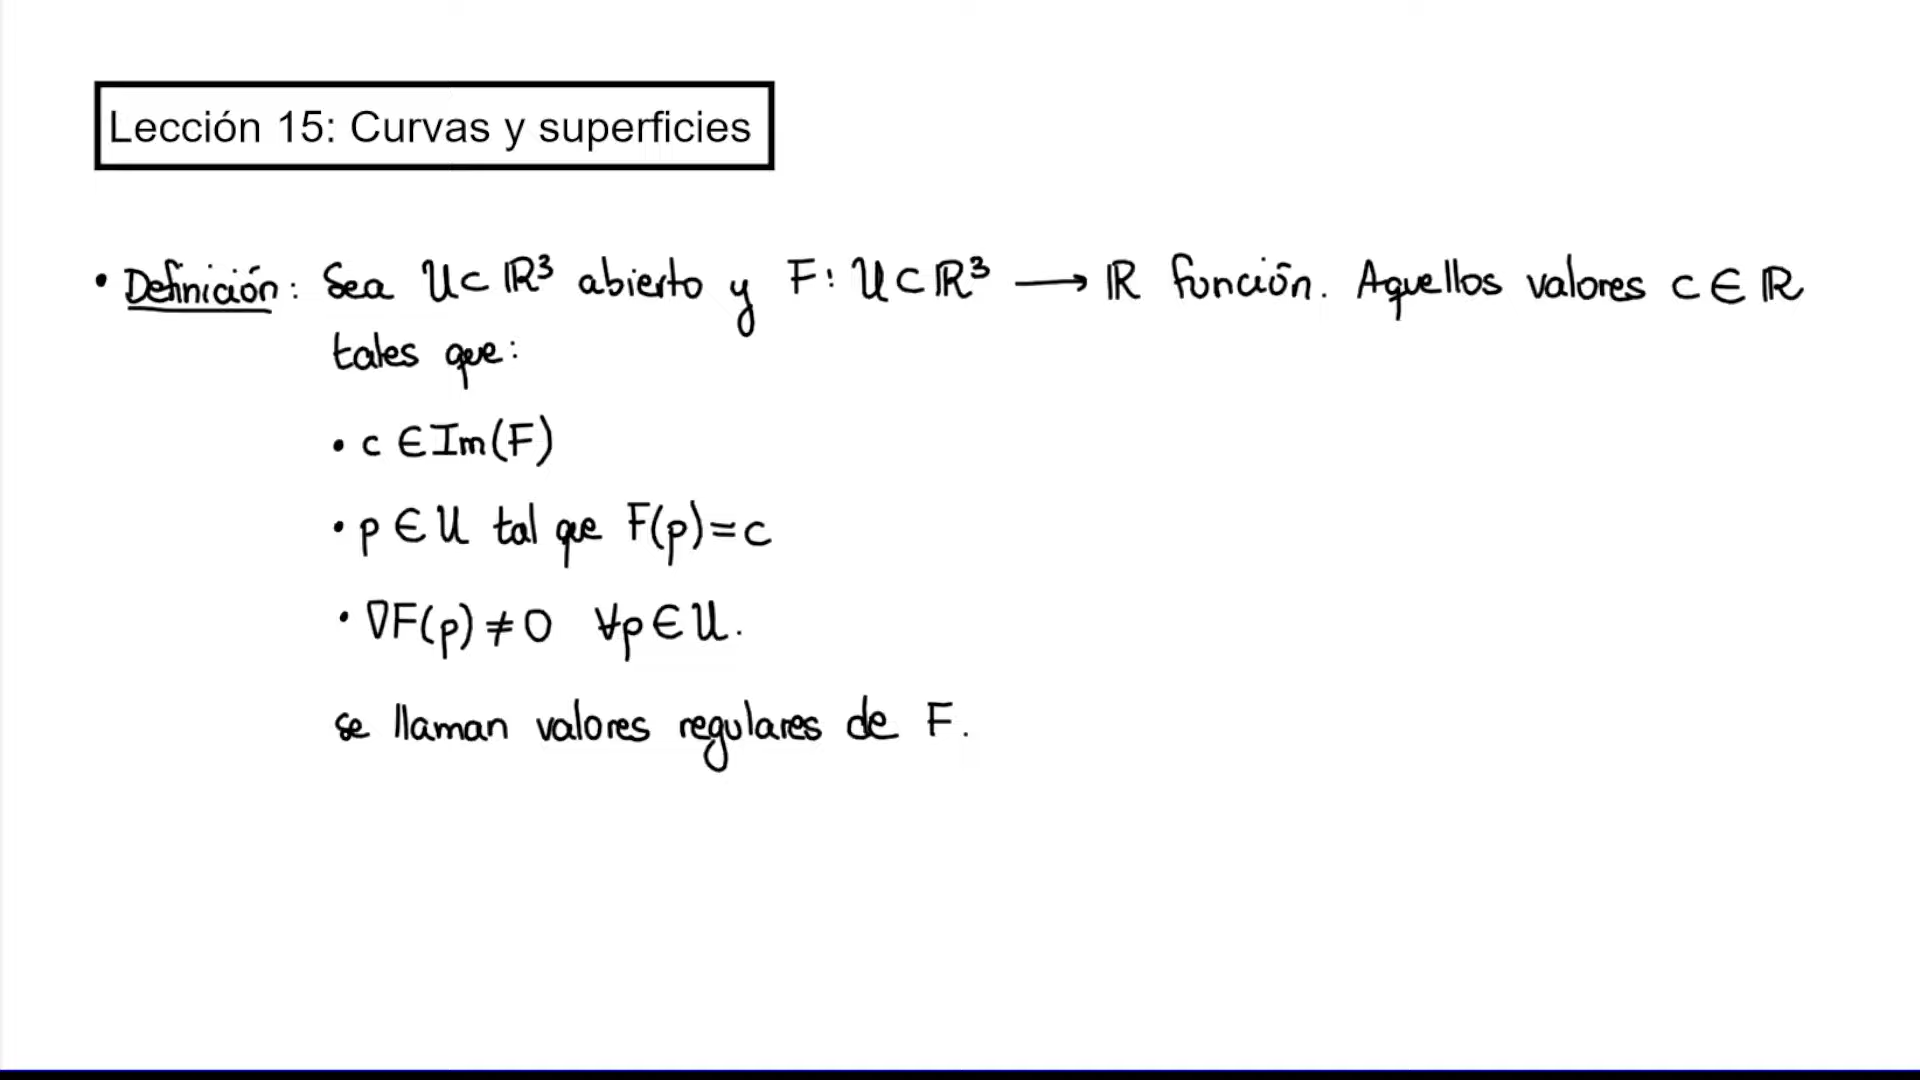 Lección 15: Curvas y superficies
• Definición: Sea U⊂ℝ³ abierto y F: U⊂ℝ³ ⟶ ℝ función. Aquellos valores c∈ℝ
tales que:
• c ∈Im(F)
• p∈U tal que F(p)=c
• ∇F(p)≠0 ∀p∈U.
se llaman valores regulares de F.